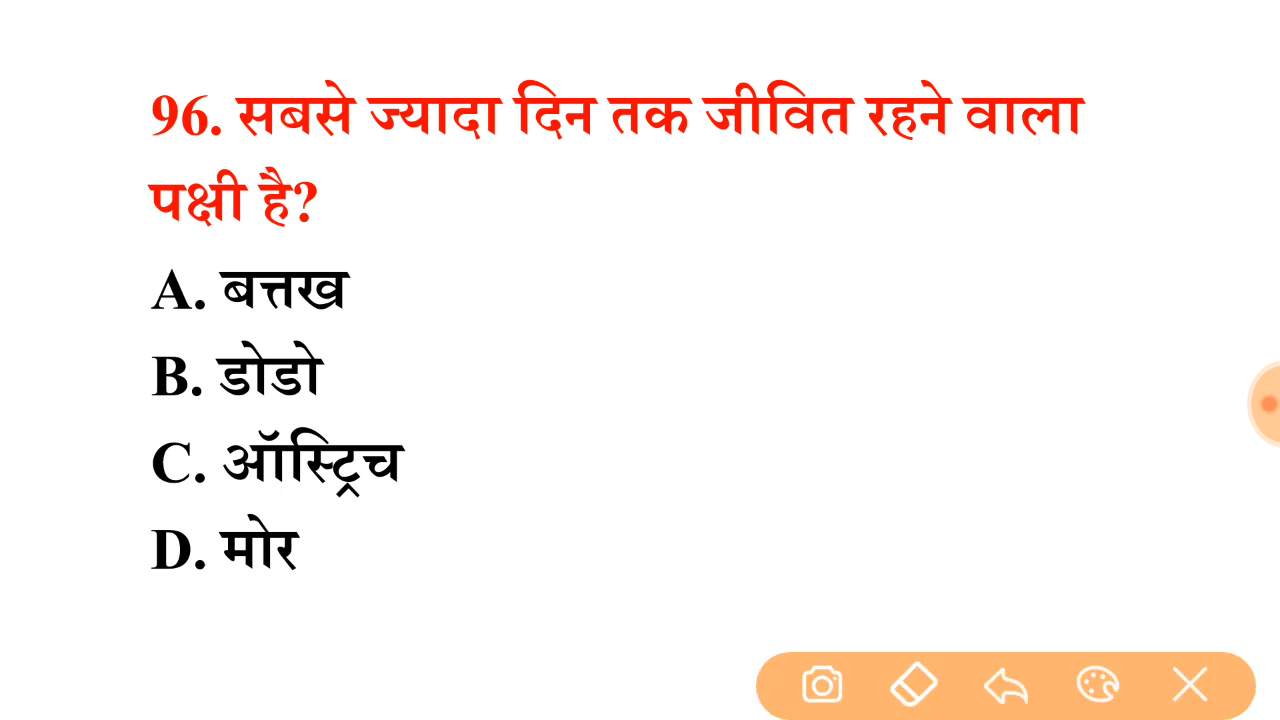 96. सबसे ज्यादा दिन तक जीवित रहने वाला
पक्षी है?
A. बत्तख
B. डोडो
C. ऑस्ट्रिच
D. मोर